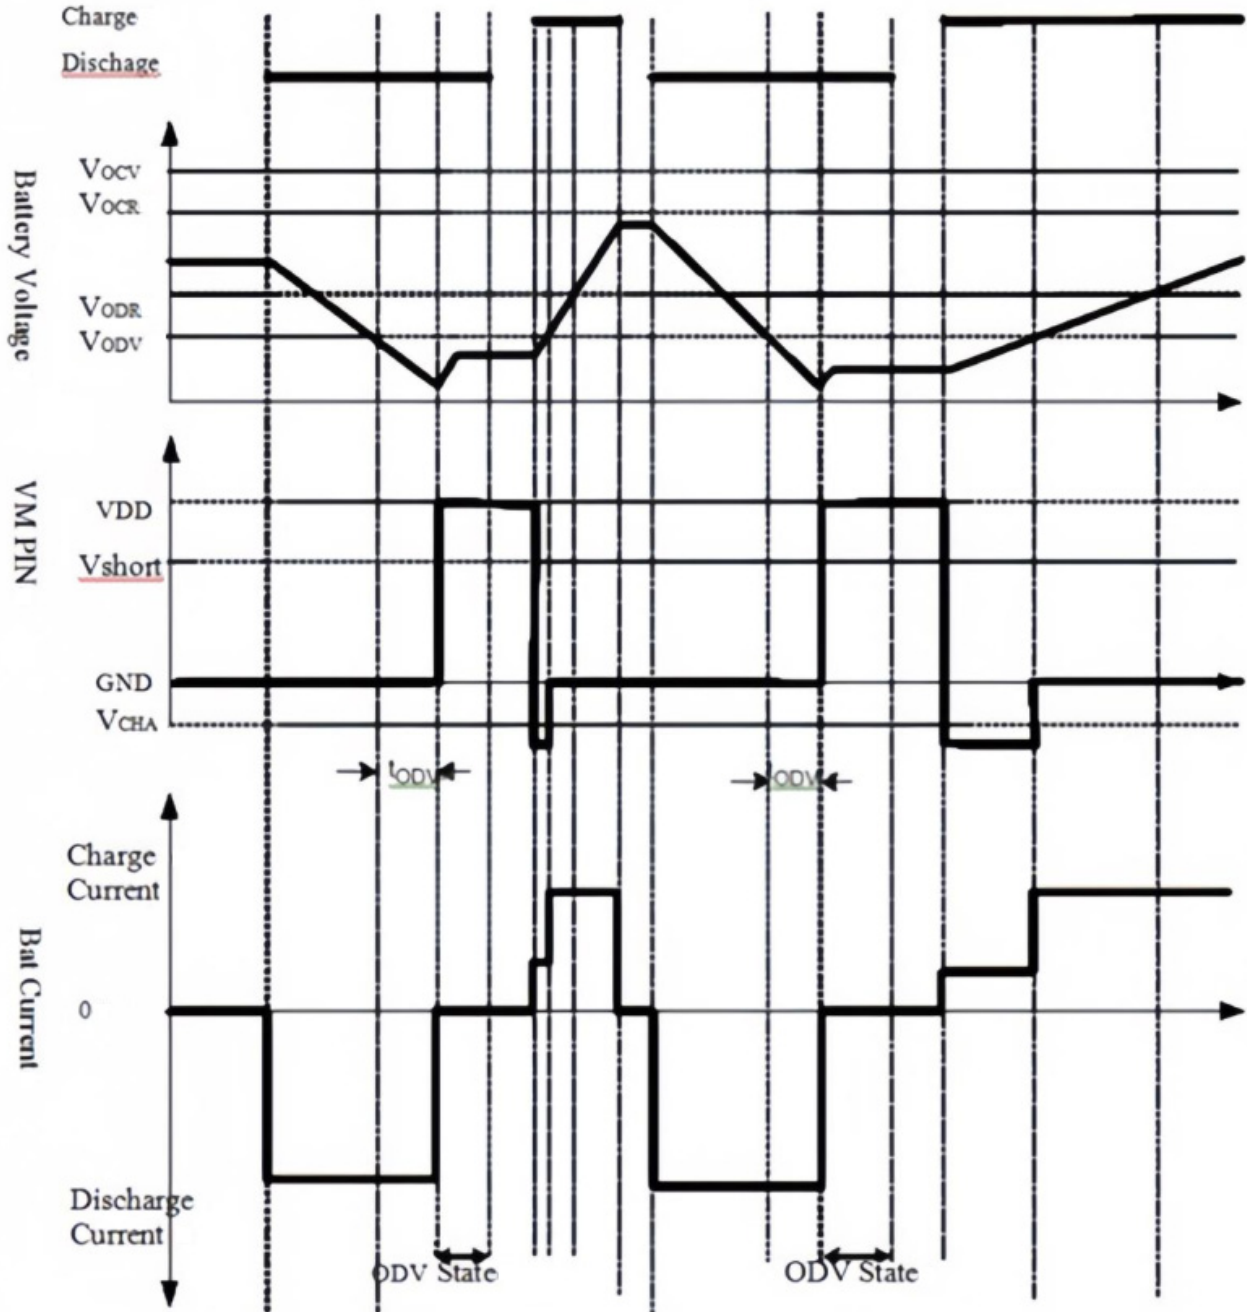 Charge
Dischage
Battery Voltage
VOCV
VOCR
VODR
VODV
VM PIN
VDD
Vshort
GND
VCHA
tODV
tODV
Bat Current
Charge
Current
0
Discharge
Current
ODV State
ODV State